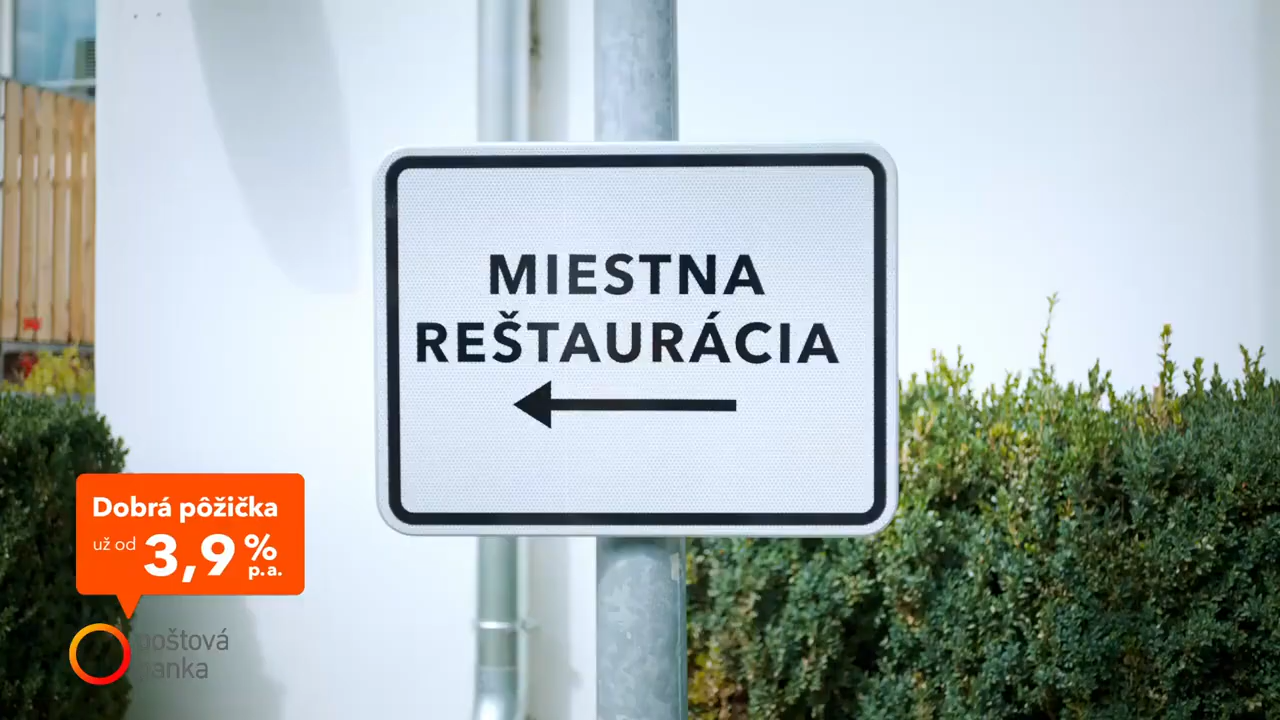 MIESTNA
REŠTAURÁCIA
Dobrá pôžička
už od 3,9 %
p.a.
poštová
banka